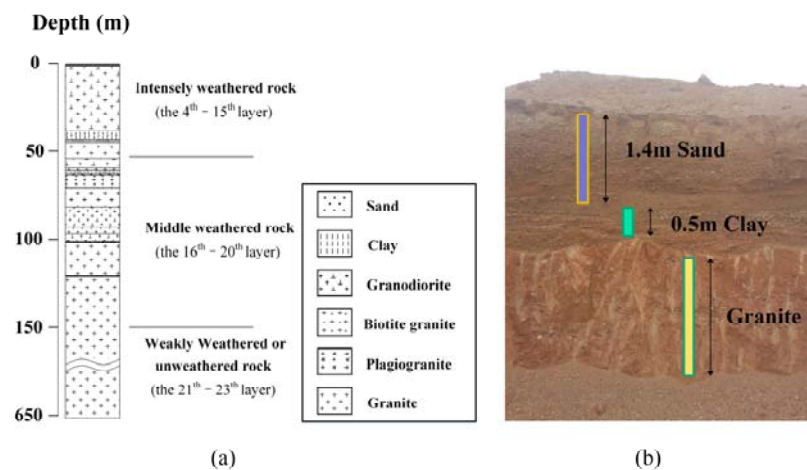 Depth (m)
0
50
100
150
650
Intensely weathered rock
(the 4th - 15th layer)
Middle weathered rock
(the 16th - 20th layer)
Weakly Weathered or
unweathered rock
(the 21th - 23th layer)
Sand
Clay
Granodiorite
Biotite granite
Plagiogranite
Granite
(a)
1.4m Sand
0.5m Clay
Granite
(b)